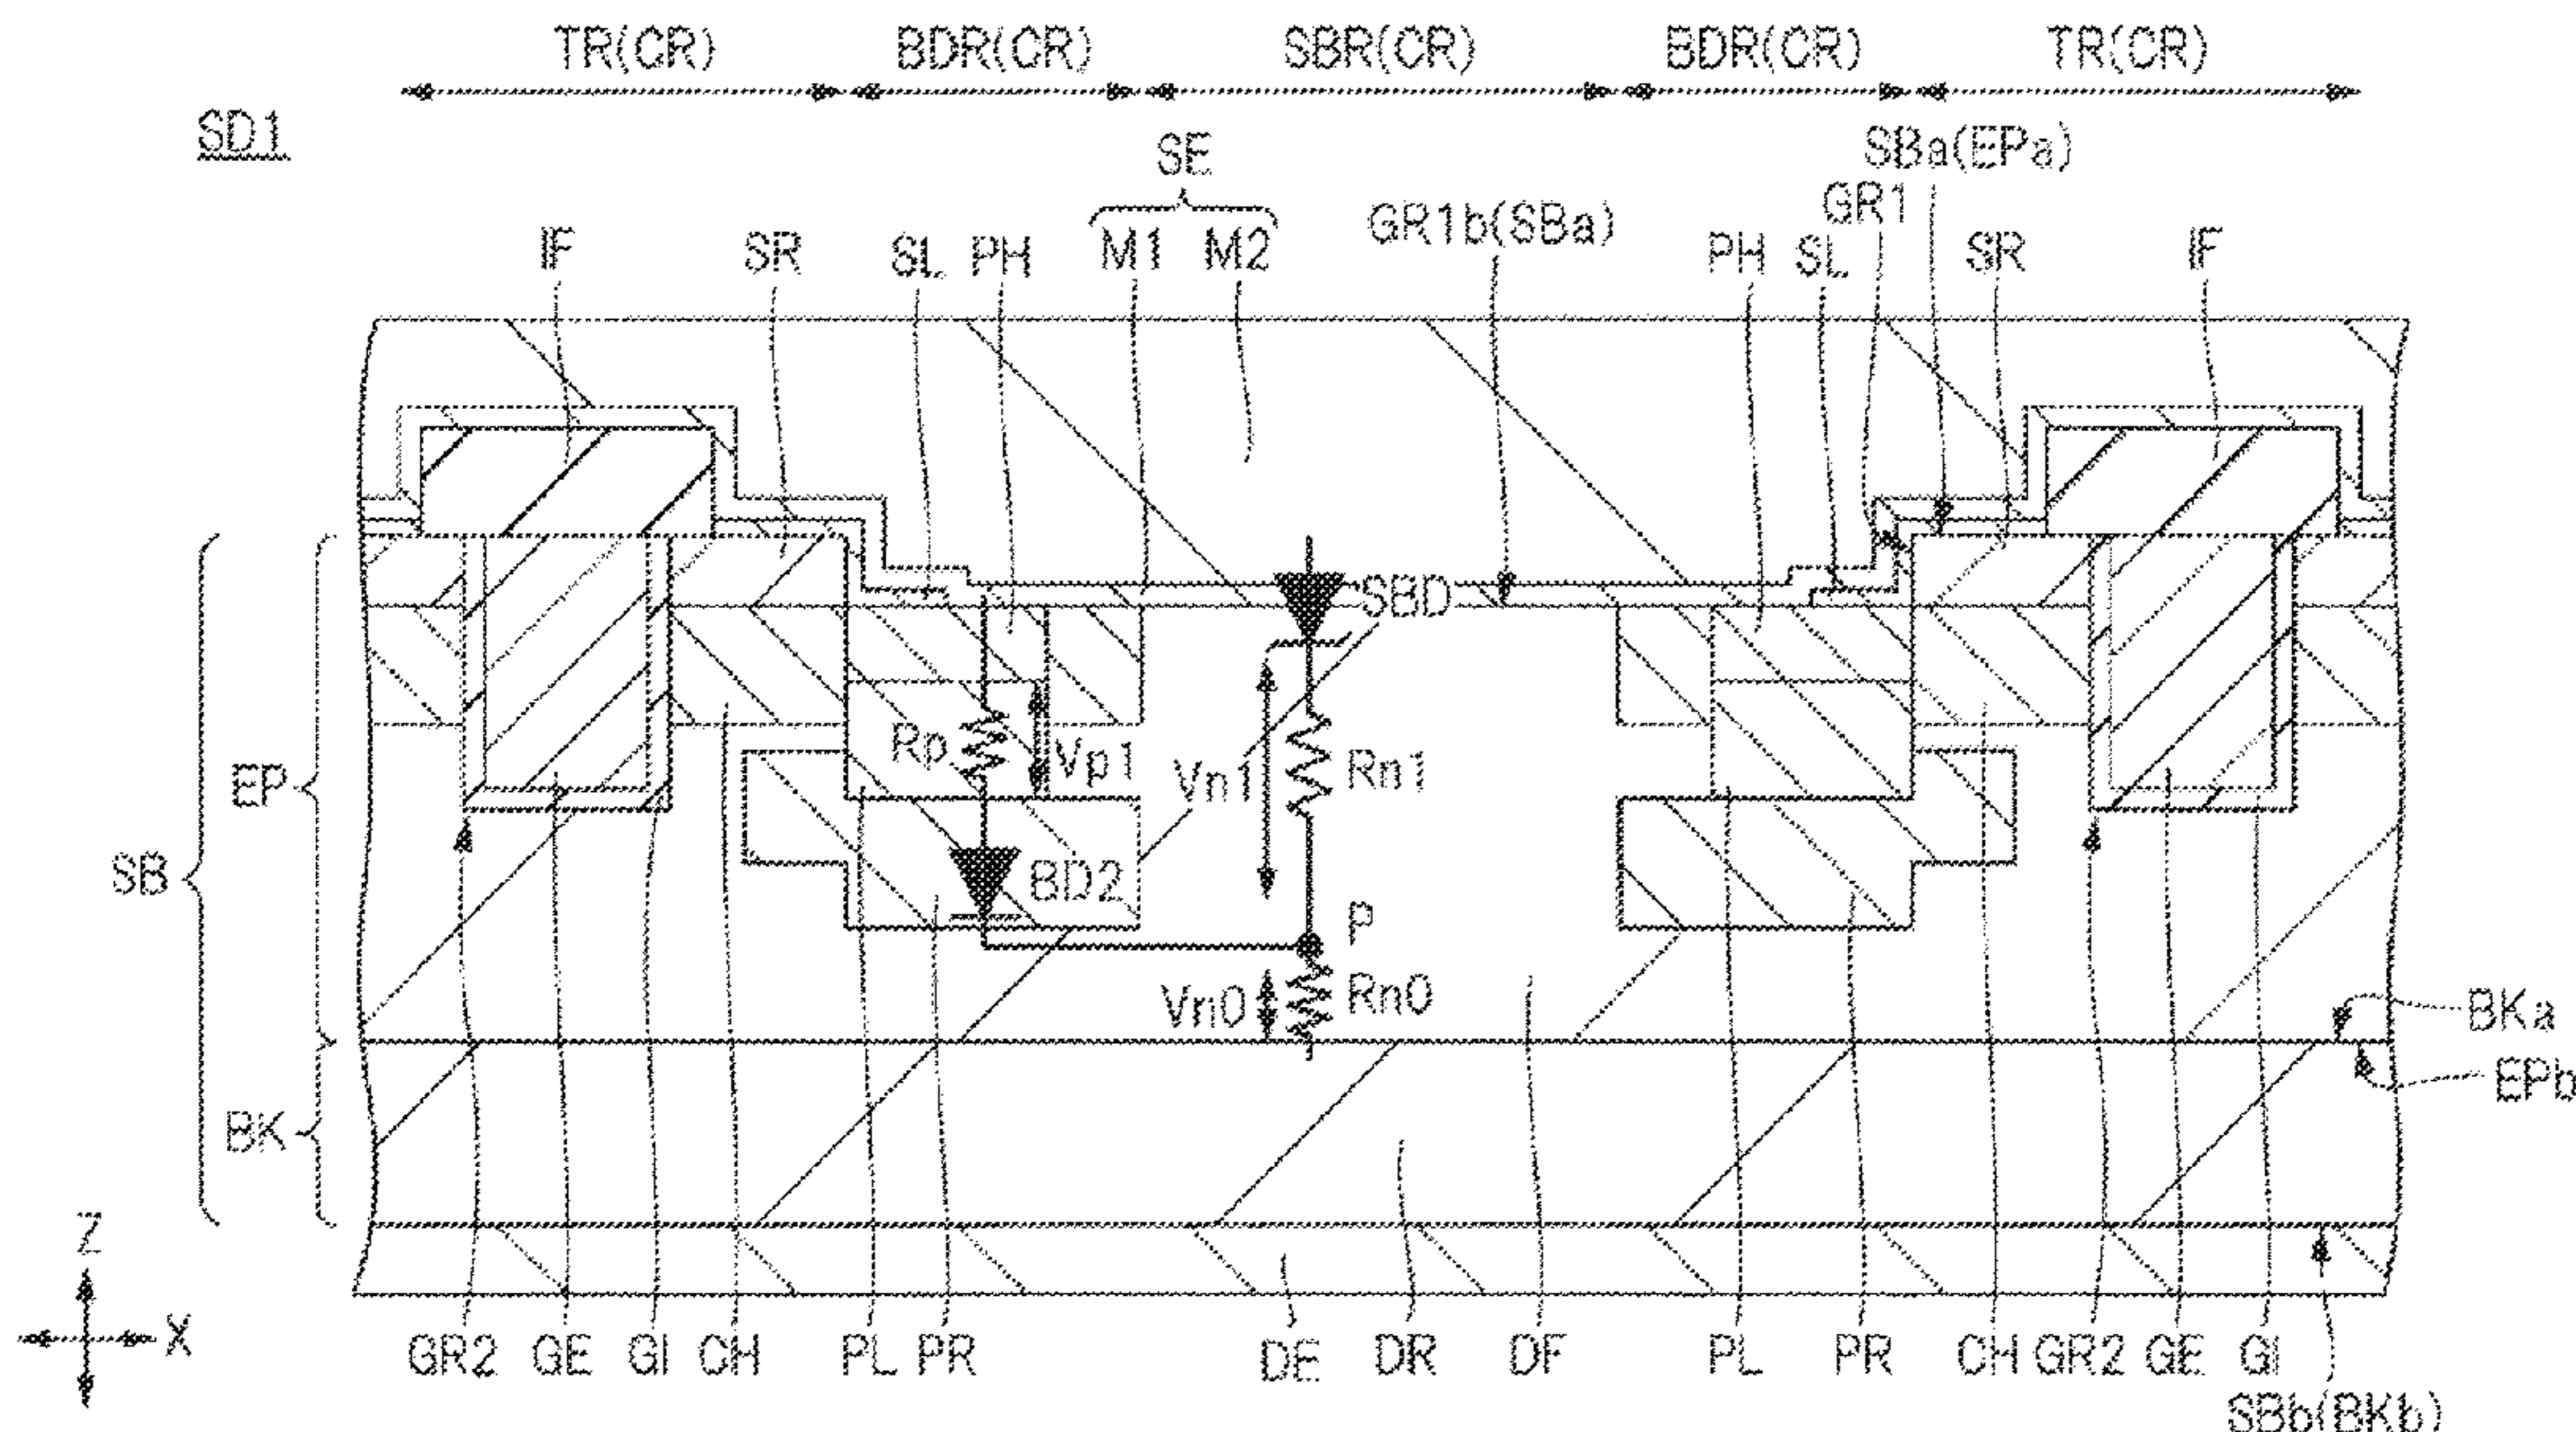 TR(CR) BDR(CR) SBR(CR) BDR(CR) TR(CR)
SD1
SE
SBa(EPa)
GR1
IF SR SL PH M1 M2 GR1b(SBa) PH SL SR IF
SBD
Rp Vp1 Vn1 Rn1
EP
SB
BD2
P
Vn0 Rn0
BKa
EPb
BK
Z
X
GR2 GE GI CH PL PR DE DR DF PL PR CH GR2 GE GI
SBb(BKb)